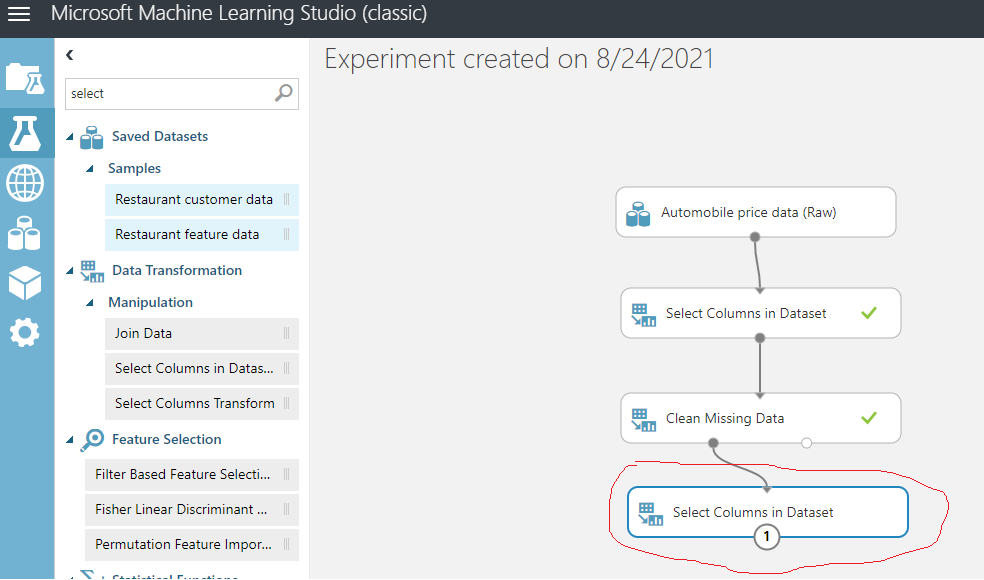 Microsoft Machine Learning Studio (classic)
Experiment created on 8/24/2021
select
Saved Datasets
Samples
Restaurant customer data
Restaurant feature data
Data Transformation
Manipulation
Join Data
Select Columns in Datas...
Select Columns Transform
Feature Selection
Filter Based Feature Selecti...
Fisher Linear Discriminant ...
Permutation Feature Impor...
Statistical Functions
Automobile price data (Raw)
Select Columns in Dataset
Clean Missing Data
Select Columns in Dataset
1